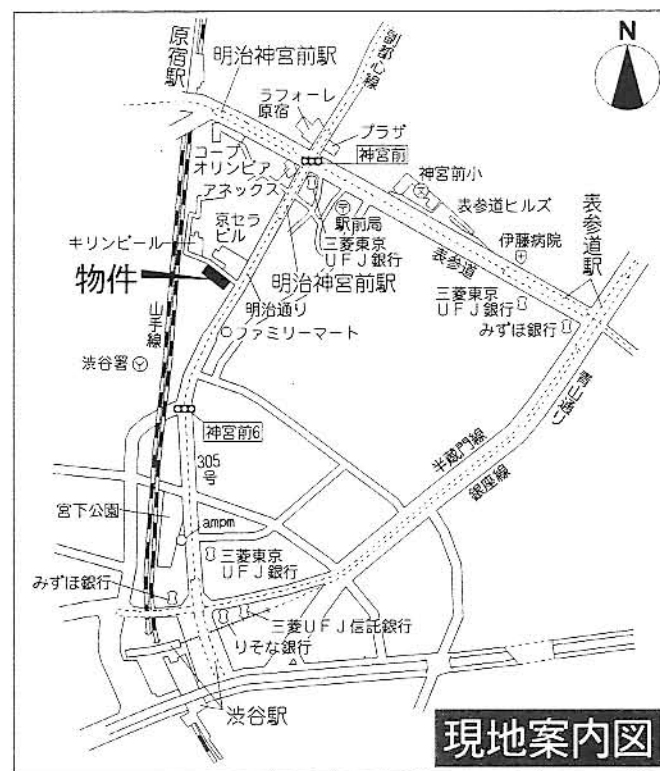 N
原宿駅
明治神宮前駅
副都心線
ラフォーレ
原宿
プラザ
神宮前
コープ
オリンピア
アネックス
神宮前小
駅前局
表参道ヒルズ
京セラ
ビル
三菱東京
UFJ銀行
伊藤病院
表参道駅
キリンビール
物件
明治神宮前駅
表参道
明治通り
三菱東京
UFJ銀行
みずほ銀行
山手線
ファミリーマート
渋谷署
青山通り
神宮前6
305
号
半蔵門線
銀座線
宮下公園
ampm
三菱東京
UFJ銀行
みずほ銀行
三菱UFJ信託銀行
りそな銀行
渋谷駅
現地案内図